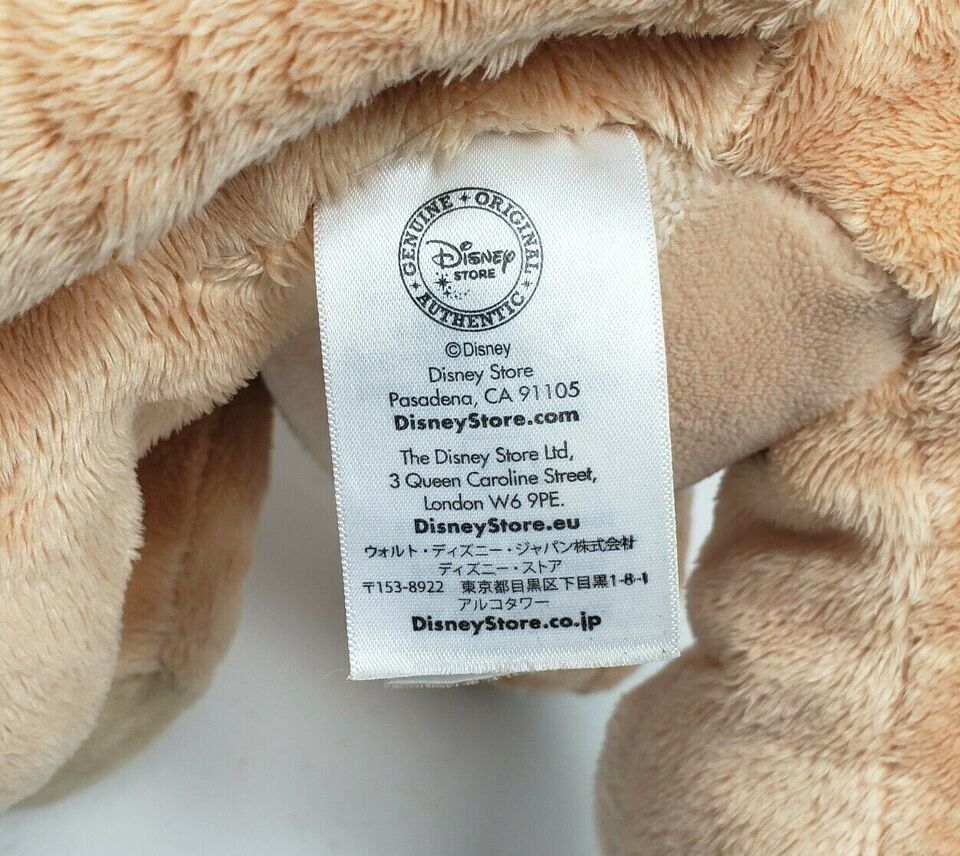 GENUINE ✦ ORIGINAL ✦ AUTHENTIC ✦
Disney
STORE
©Disney
Disney Store
Pasadena, CA 91105
DisneyStore.com
The Disney Store Ltd,
3 Queen Caroline Street,
London W6 9PE.
DisneyStore.eu
ウォルト・ディズニー・ジャパン株式会社
ディズニー・ストア
〒153-8922 東京都目黒区下目黒1-8-1
アルコタワー
DisneyStore.co.jp